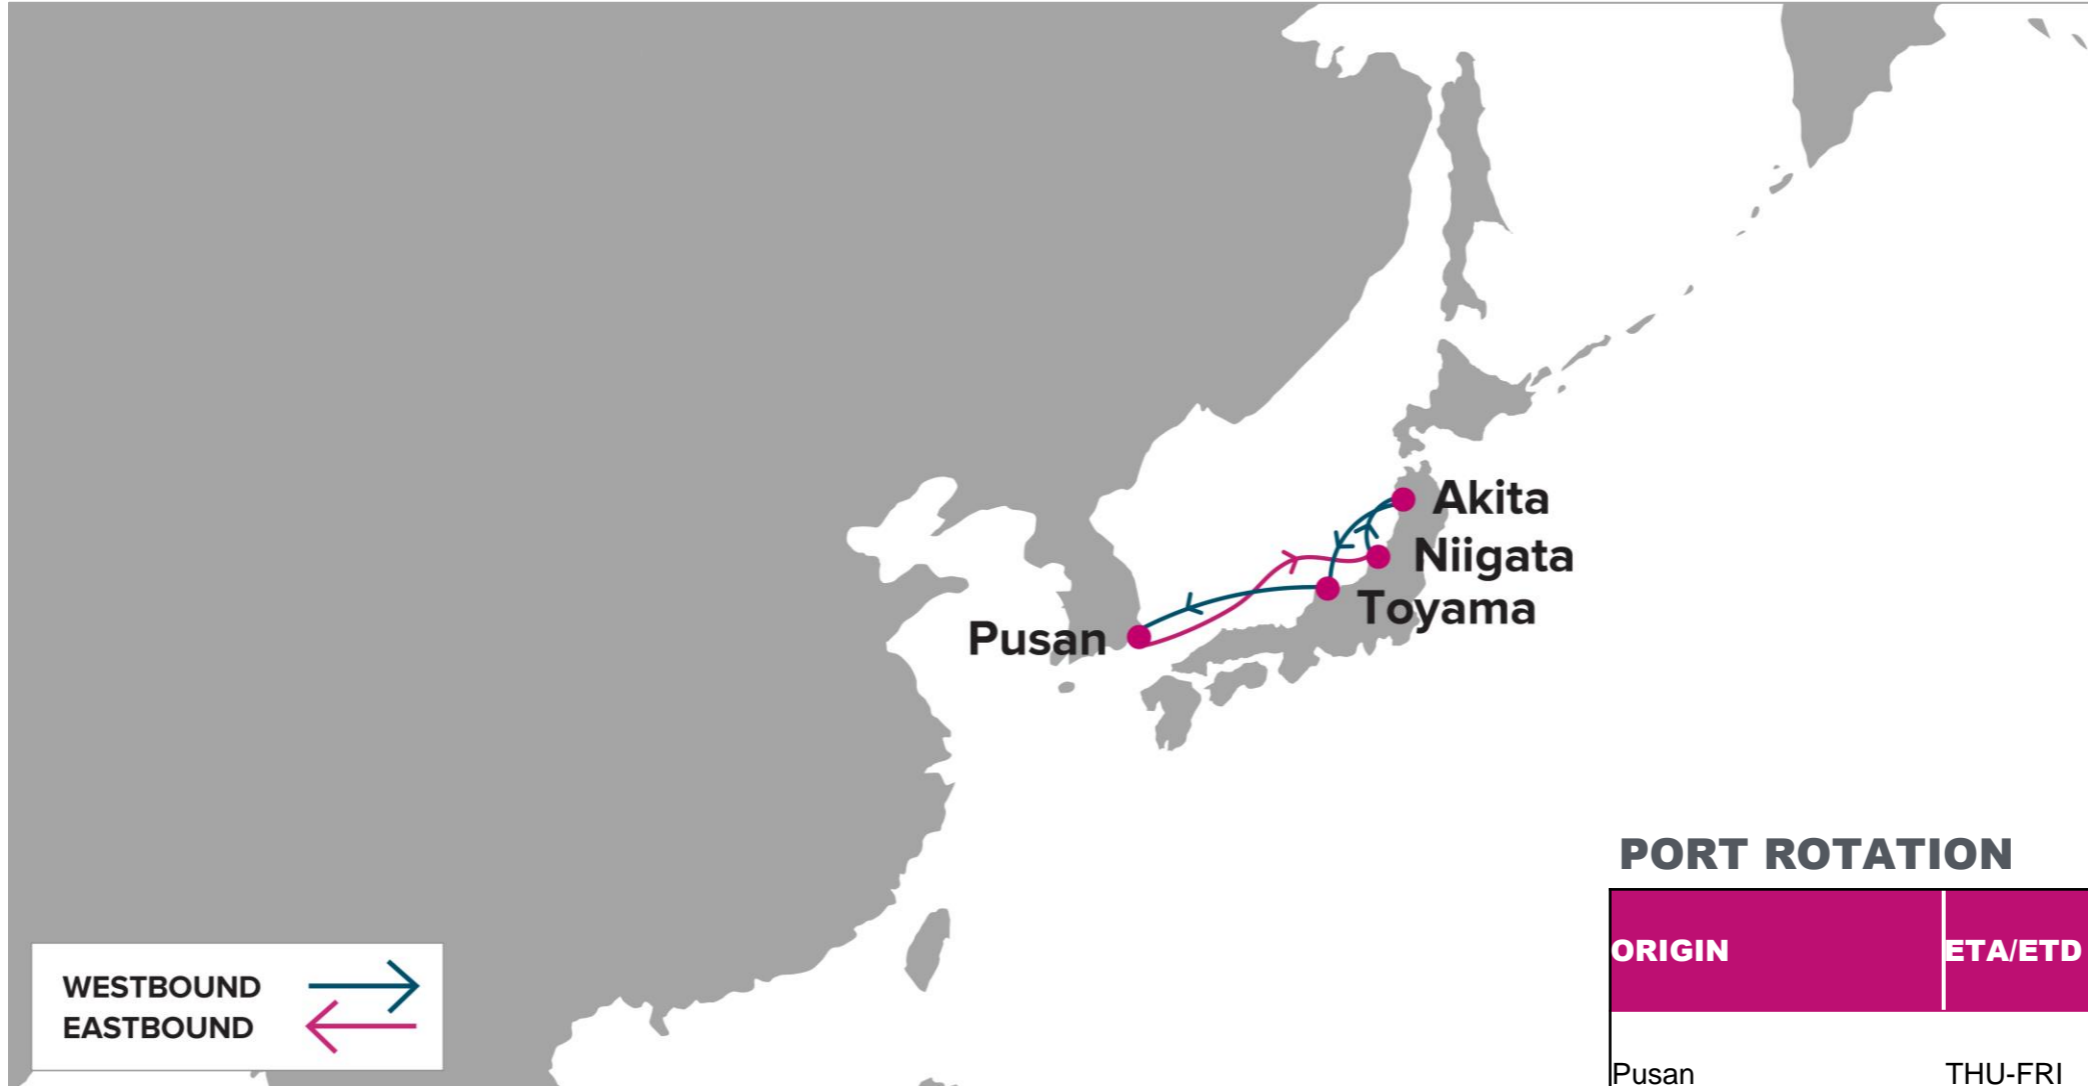 Akita
Niigata
Toyama
Pusan
PORT ROTATION
ORIGIN ETA/ETD
Pusan THU-FRI
WESTBOUND
EASTBOUND